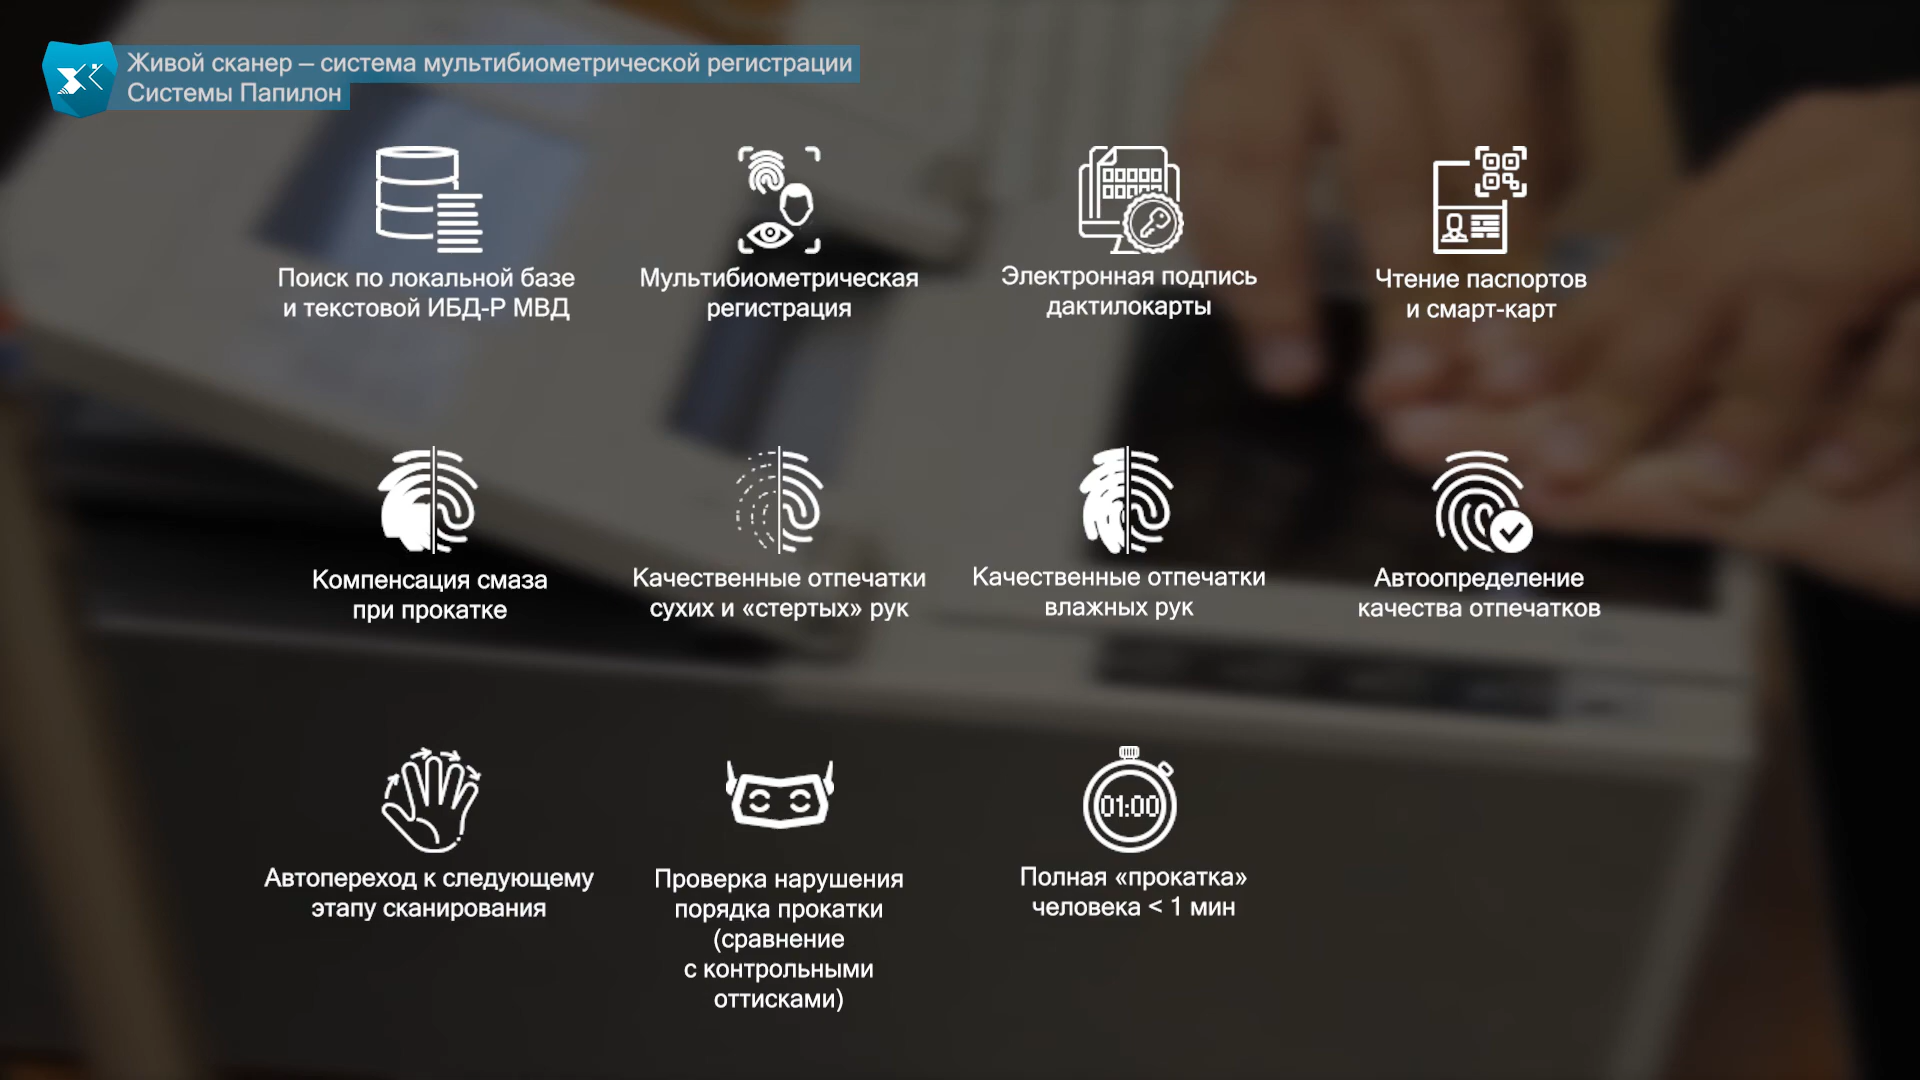 Живой сканер – система мультибиометрической регистрации
Системы Папилон
Поиск по локальной базе
и текстовой ИБД-Р МВД
Мультибиометрическая
регистрация
Электронная подпись
дактилокарты
Чтение паспортов
и смарт-карт
Компенсация смаза
при прокатке
Качественные отпечатки
сухих и «стертых» рук
Качественные отпечатки
влажных рук
Автоопределение
качества отпечатков
Автопереход к следующему
этапу сканирования
Проверка нарушения
порядка прокатки
(сравнение
с контрольными
оттисками)
01:00
Полная «прокатка»
человека < 1 мин